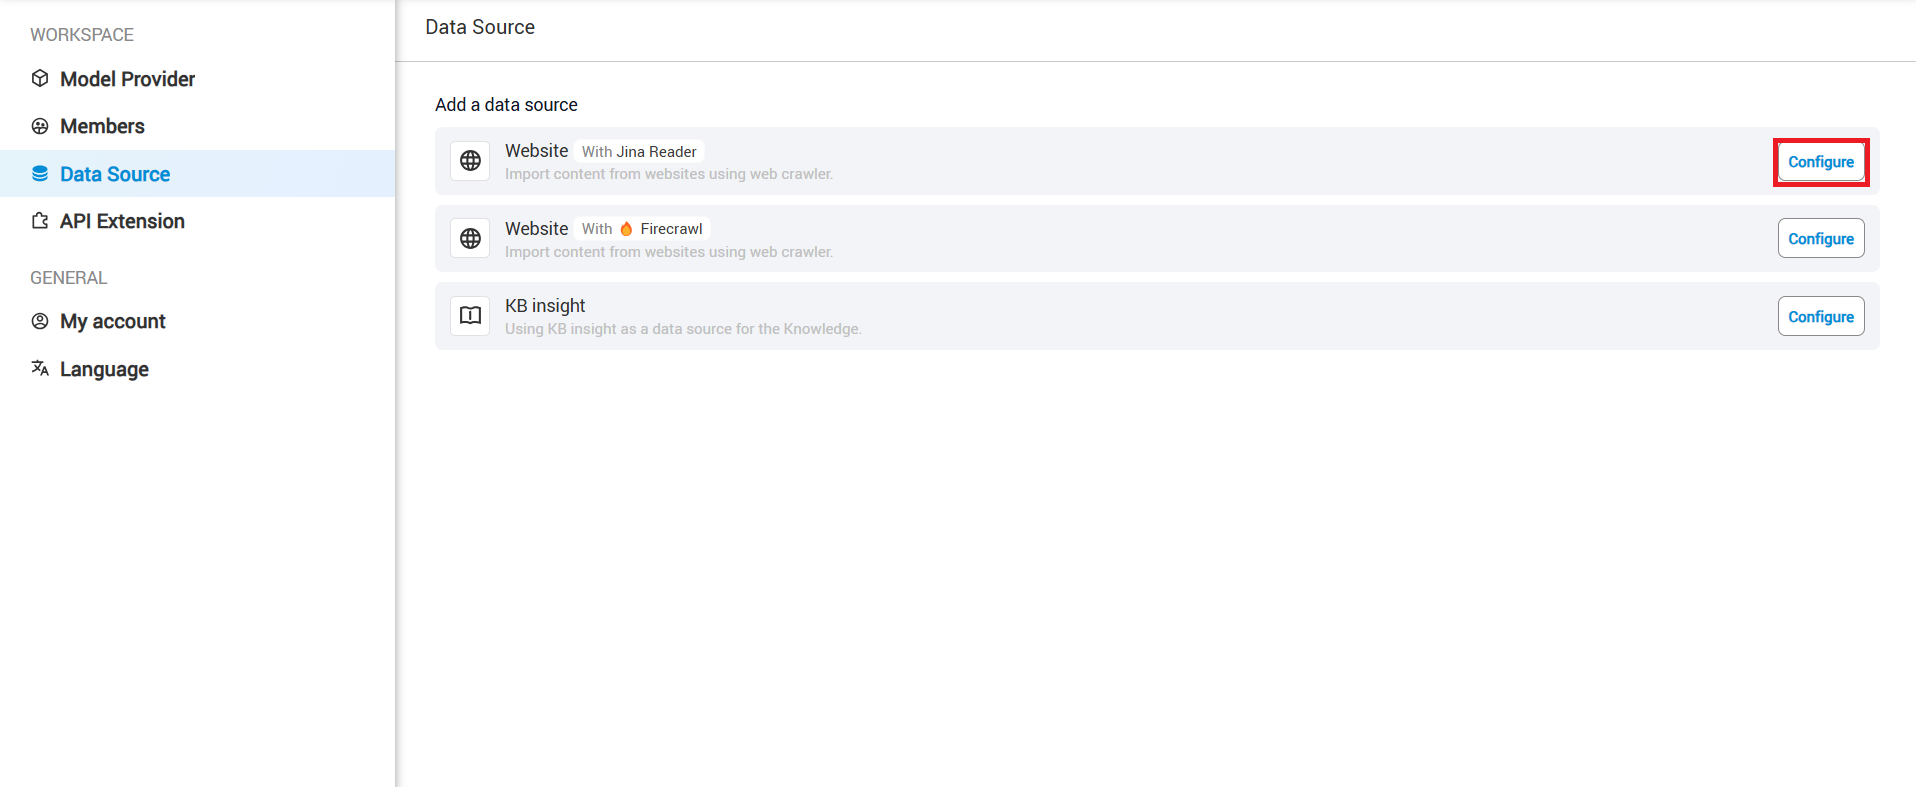 WORKSPACE
Model Provider
Members
Data Source
API Extension
GENERAL
My account
Language
Data Source
Add a data source
Website With Jina Reader
Import content from websites using web crawler.
Configure
Website With Firecrawl
Import content from websites using web crawler.
Configure
KB insight
Using KB insight as a data source for the Knowledge.
Configure